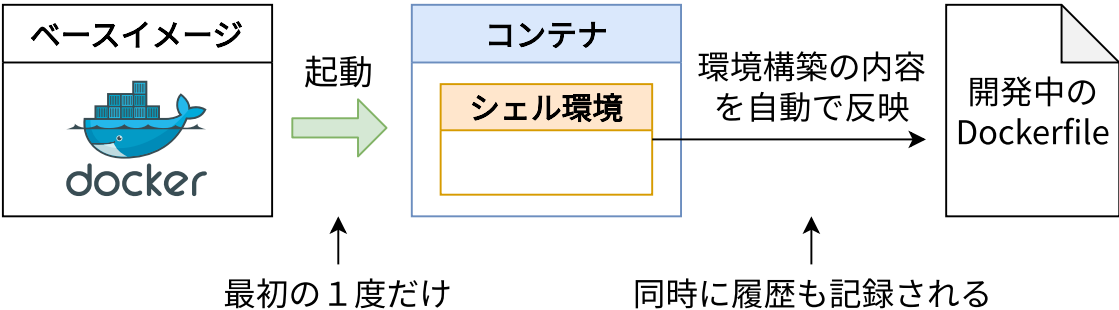 ベースイメージ
docker
起動
最初の１度だけ
コンテナ
シェル環境
環境構築の内容
を自動で反映
同時に履歴も記録される
開発中の
Dockerfile